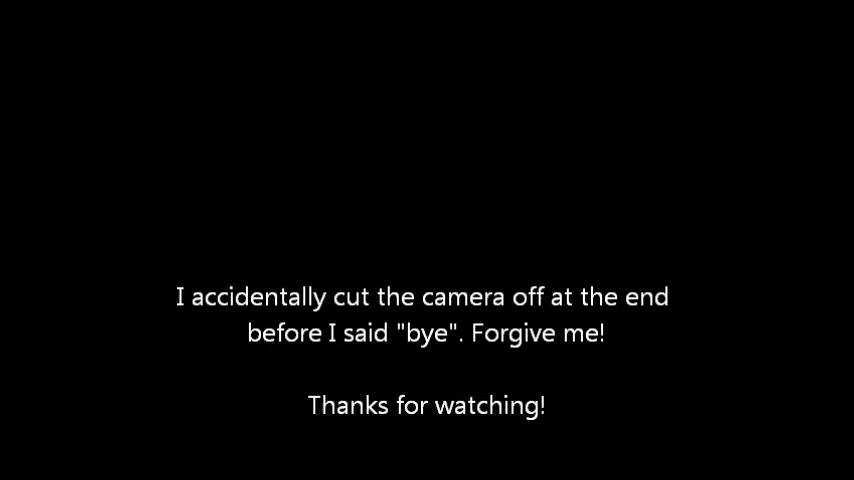 I accidentally cut the camera off at the end
before I said "bye". Forgive me!
Thanks for watching!